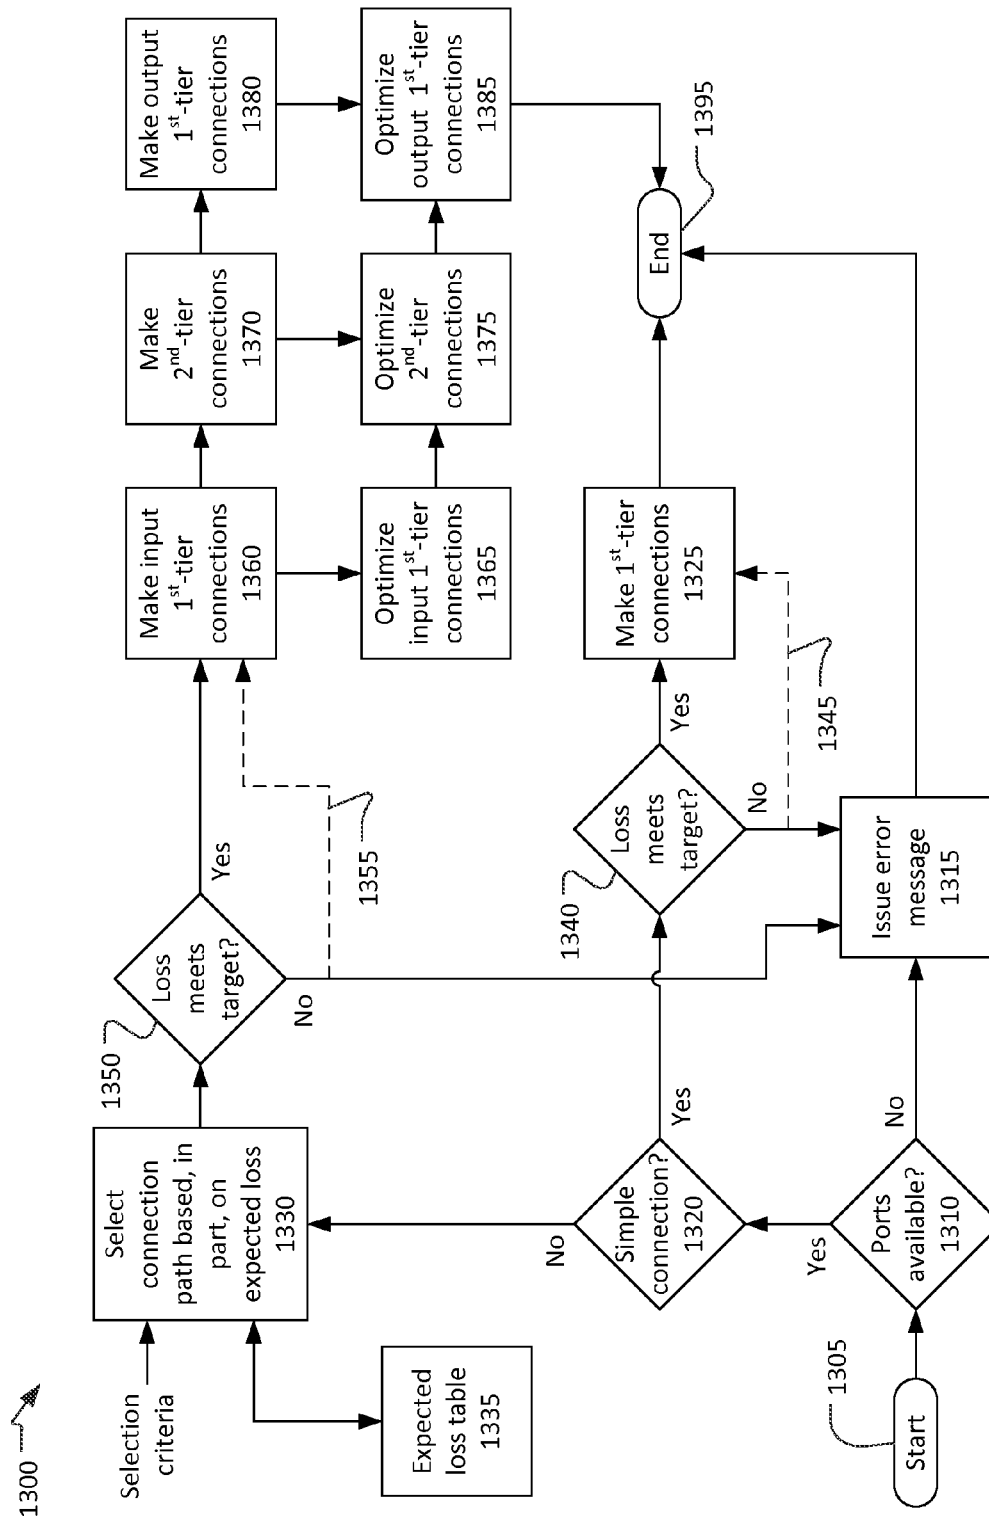 1300
Selection
criteria
Select
connection
path based, in
part, on
expected loss
1330
Expected
loss table
1335
1350
Loss
meets
target?
Yes
No
1355
Make input
1st-tier
connections
1360
Make
2nd-tier
connections
1370
Make output
1st-tier
connections
1380
Optimize
input 1st-tier
connections
1365
Optimize
2nd-tier
connections
1375
Optimize
output 1st-tier
connections
1385
Simple
connection?
1320
No
Yes
1340
Loss
meets
target?
Yes
No
1345
Make 1st-tier
connections
1325
End
1395
1305
Start
Ports
available?
1310
Yes
No
Issue error
message
1315